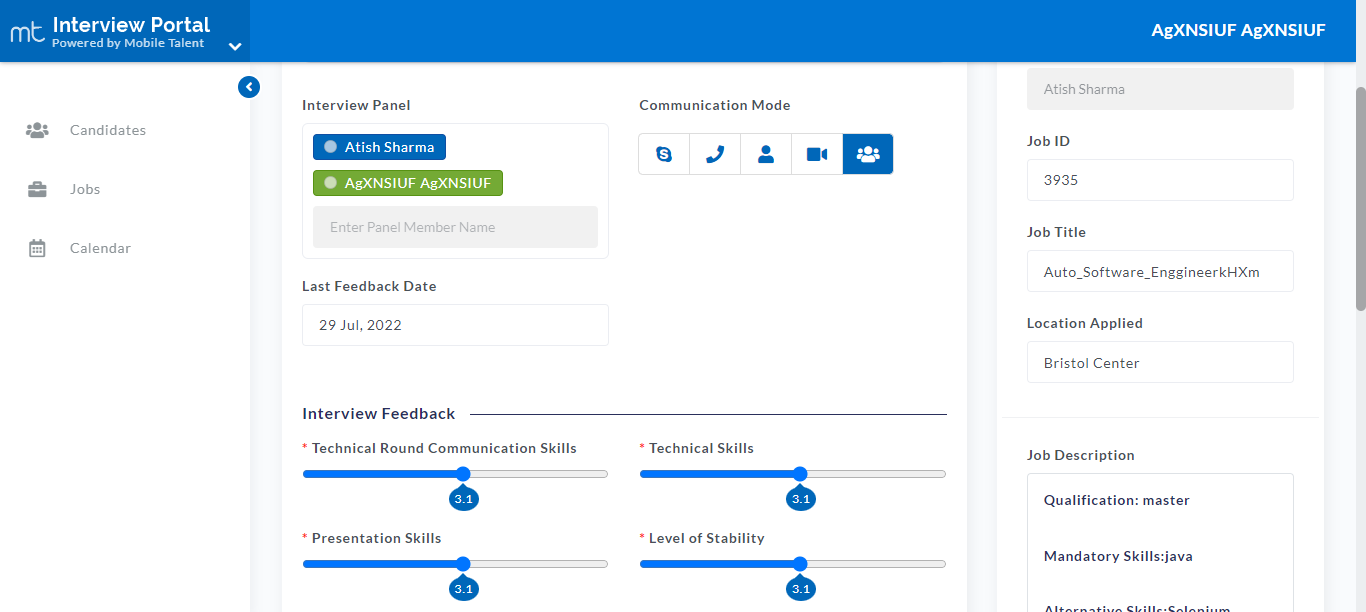 mt Interview Portal
Powered by Mobile Talent
AgXNSIUF AgXNSIUF
Candidates
Jobs
Calendar
Interview Panel
Atish Sharma
AgXNSIUF AgXNSIUF
Enter Panel Member Name
Communication Mode
Last Feedback Date
29 Jul, 2022
Interview Feedback
* Technical Round Communication Skills
3.1
* Technical Skills
3.1
* Presentation Skills
3.1
* Level of Stability
3.1
Atish Sharma
Job ID
3935
Job Title
Auto_Software_EnggineerkHXm
Location Applied
Bristol Center
Job Description
Qualification: master
Mandatory Skills:java
Alternative Skills:Selenium